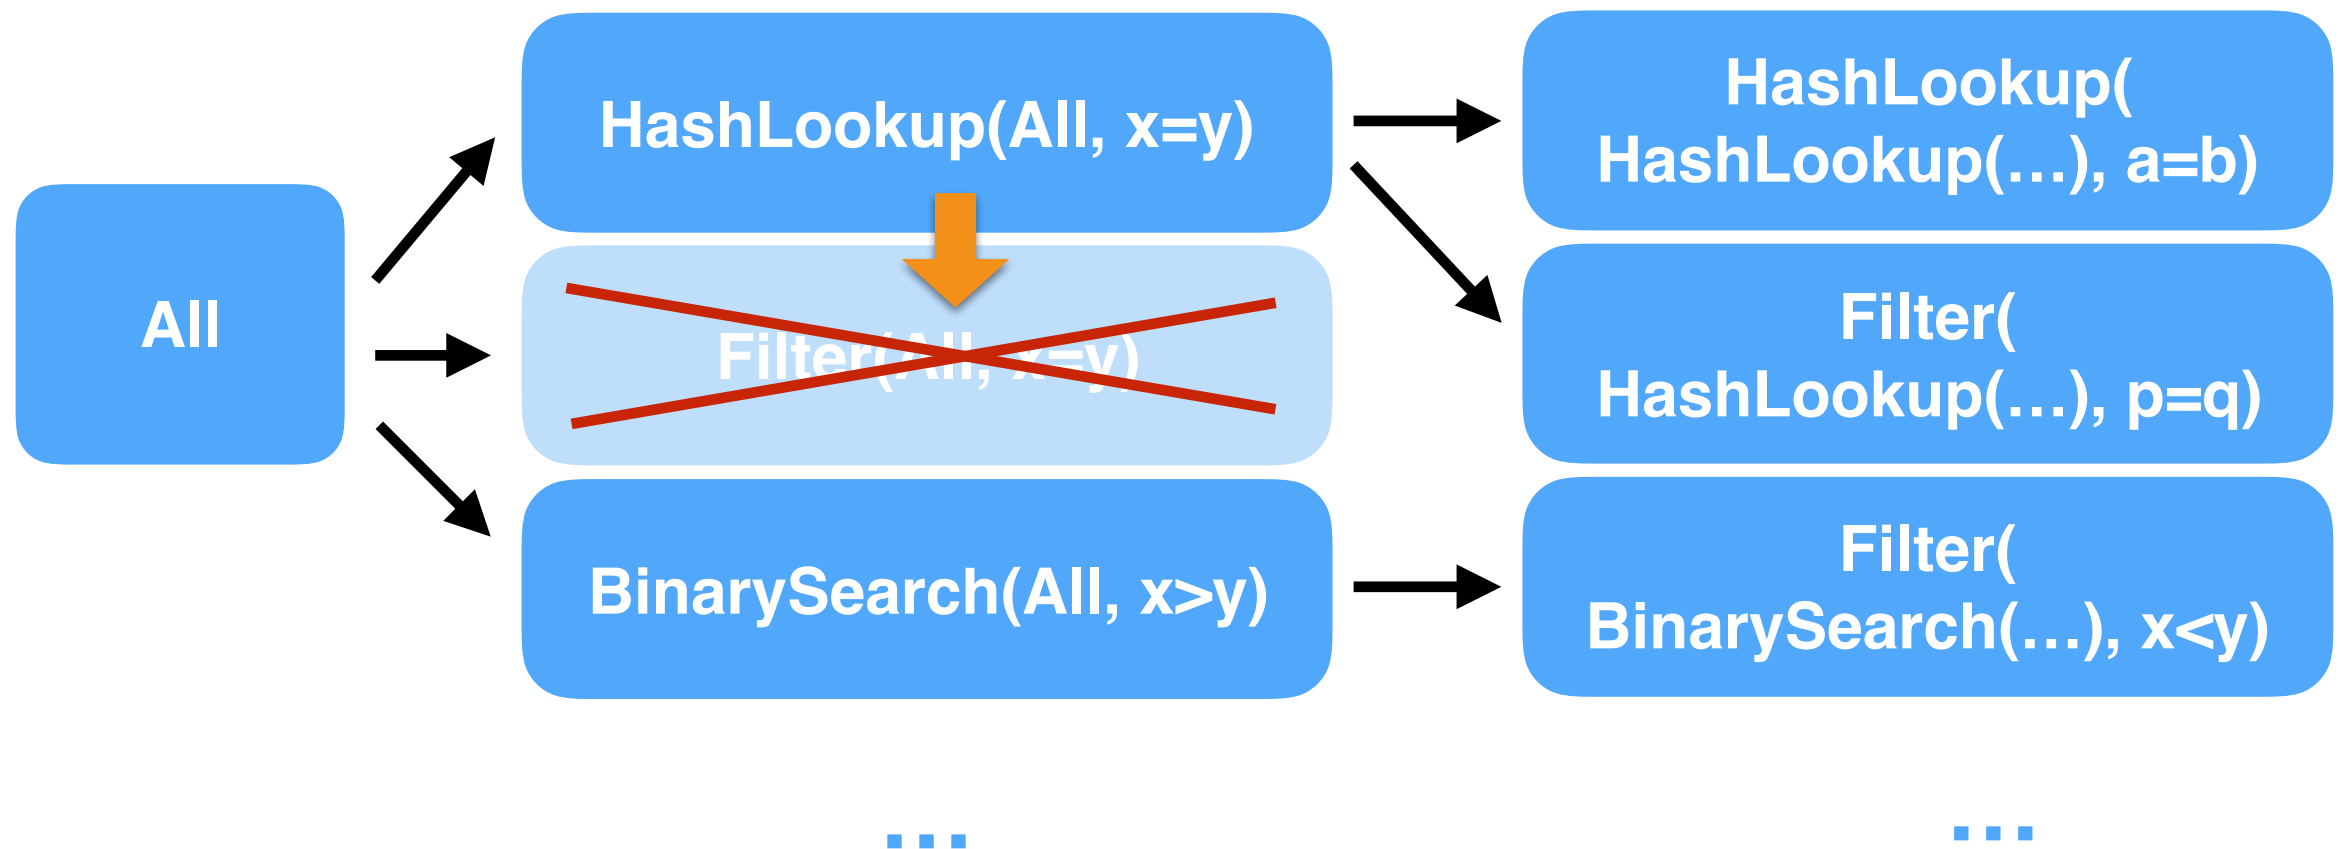 All
HashLookup(All, x=y)
Filter(All, x=y)
BinarySearch(All, x>y)
…
HashLookup(
HashLookup(…), a=b)
Filter(
HashLookup(…), p=q)
Filter(
BinarySearch(…), x<y)
…